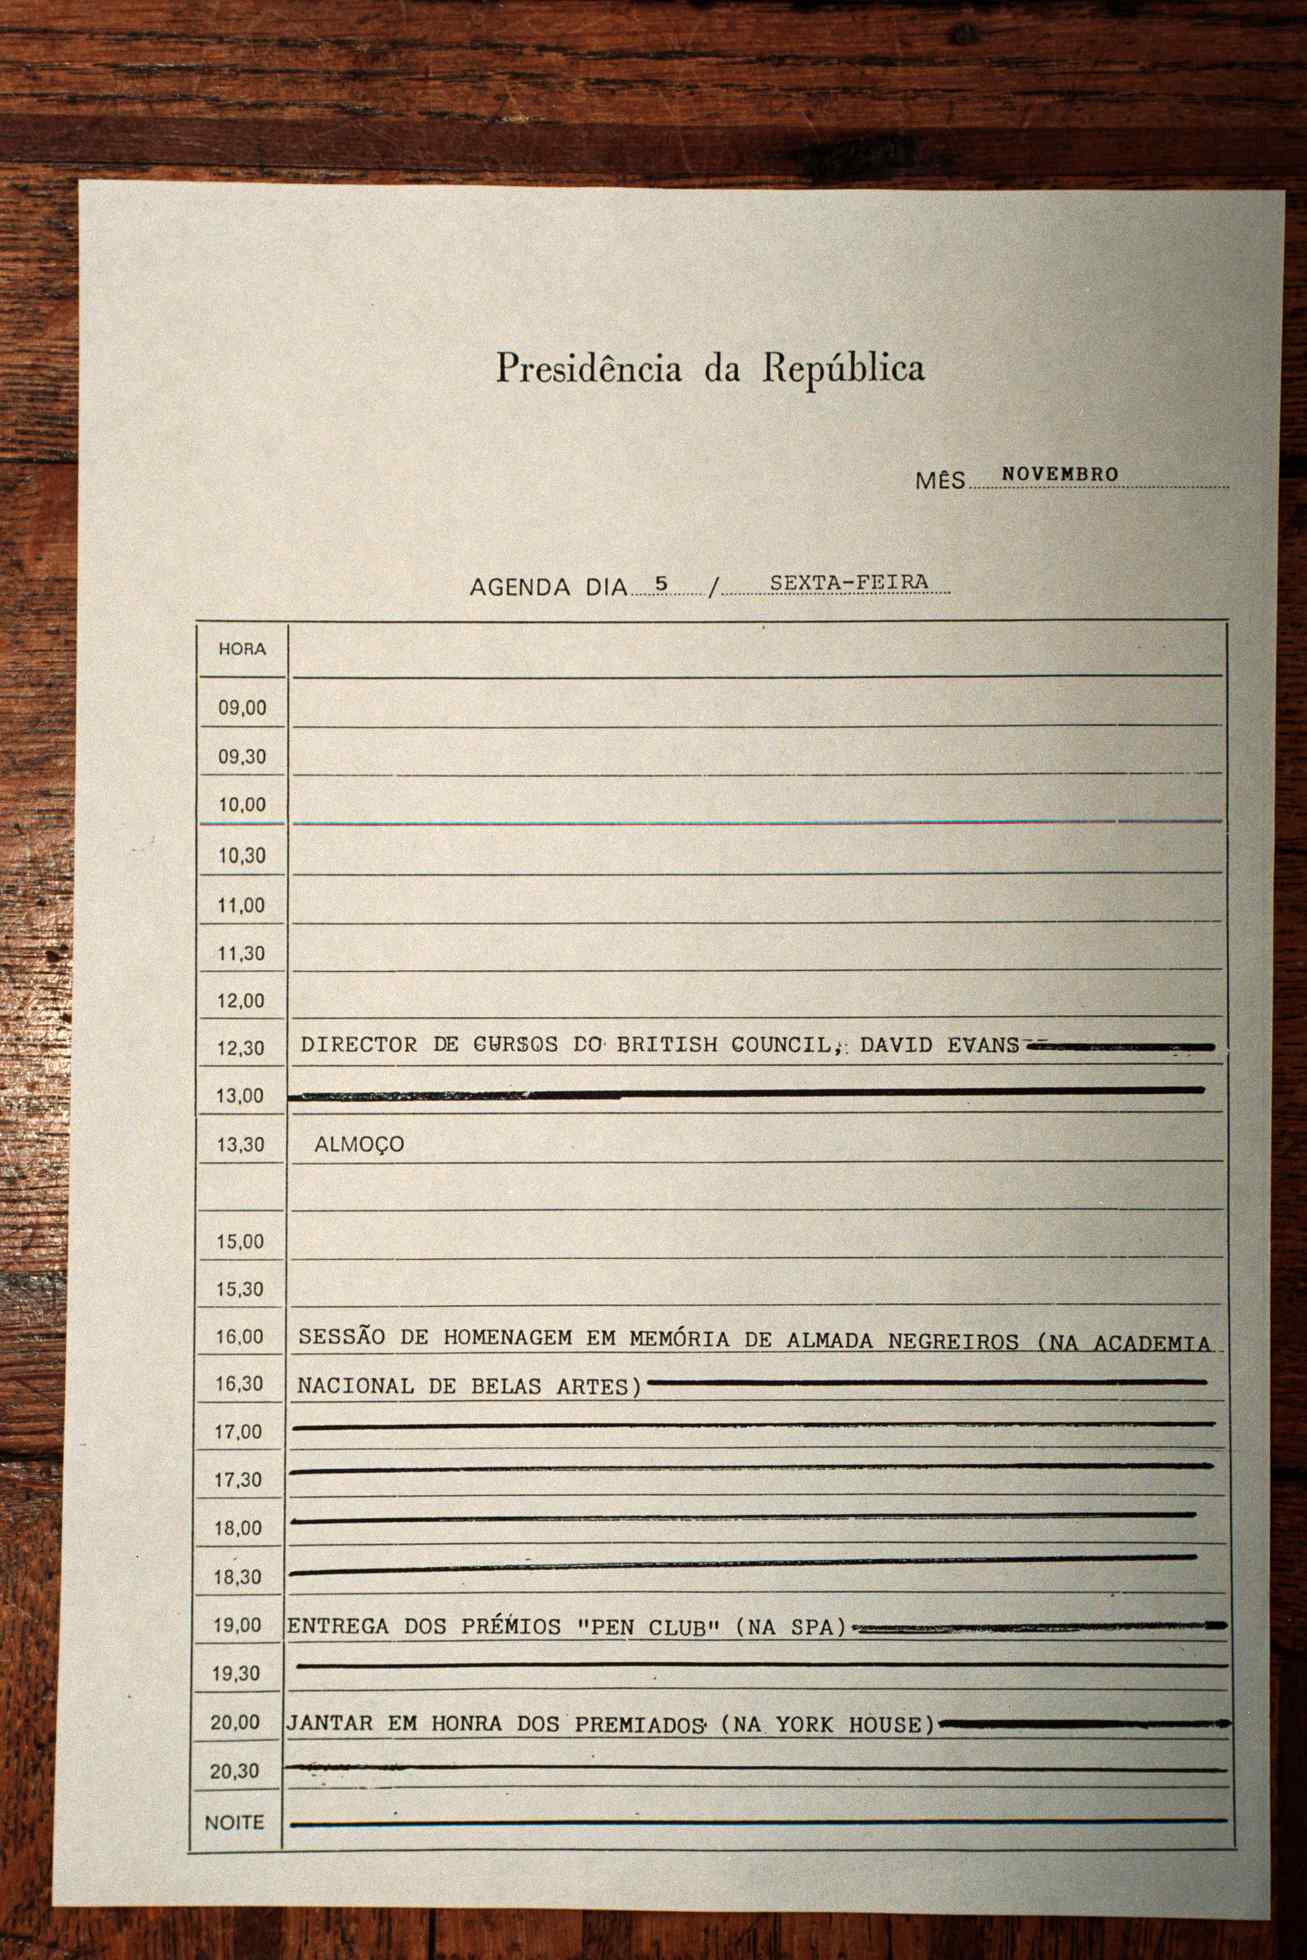 Presidência da República
MÊS NOVEMBRO
AGENDA DIA 5 / SEXTA-FEIRA
HORA
09,00
09,30
10,00
10,30
11,00
11,30
12,00
12,30 DIRECTOR DE CURSOS DO BRITISH COUNCIL, DAVID EVANS
13,00
13,30 ALMOÇO
15,00
15,30
16,00 SESSÃO DE HOMENAGEM EM MEMÓRIA DE ALMADA NEGREIROS (NA ACADEMIA
16,30 NACIONAL DE BELAS ARTES)
17,00
17,30
18,00
18,30
19,00 ENTREGA DOS PRÉMIOS "PEN CLUB" (NA SPA)
19,30
20,00 JANTAR EM HONRA DOS PREMIADOS (NA YORK HOUSE)
20,30
NOITE